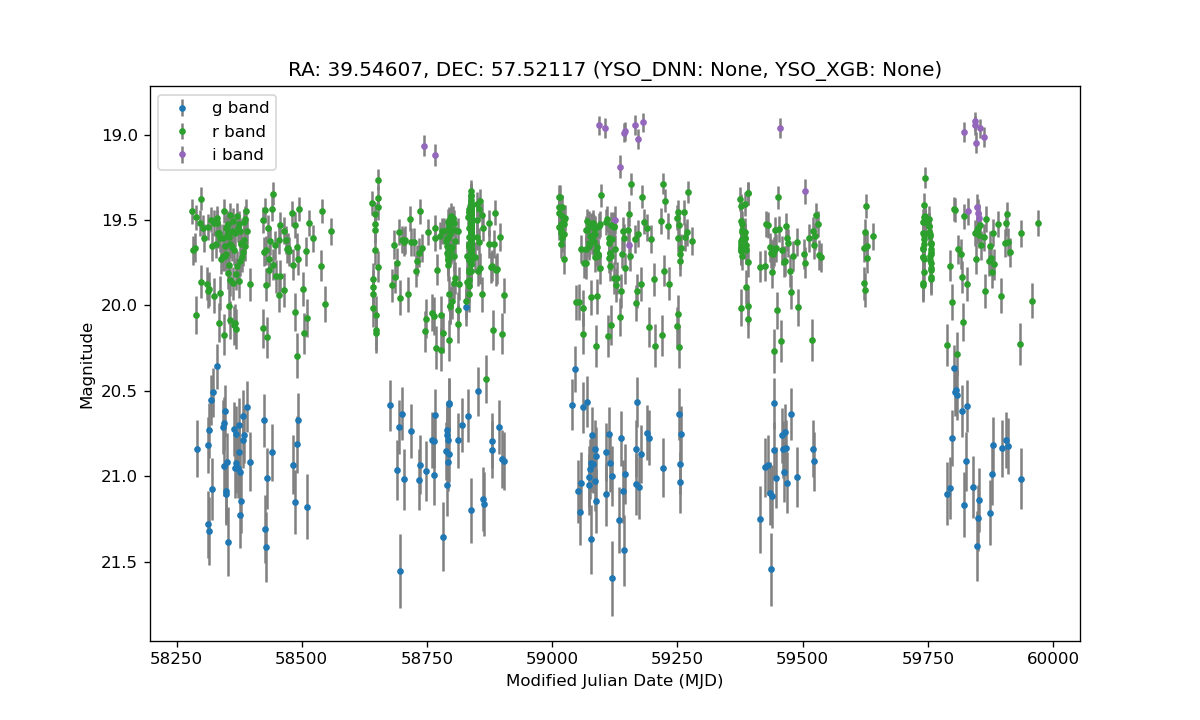 RA: 39.54607, DEC: 57.52117 (YSO_DNN: None, YSO_XGB: None)
g band
r band
i band
19.0
19.5
20.0
20.5
21.0
21.5
Magnitude
58250 58500 58750 59000 59250 59500 59750 60000
Modified Julian Date (MJD)